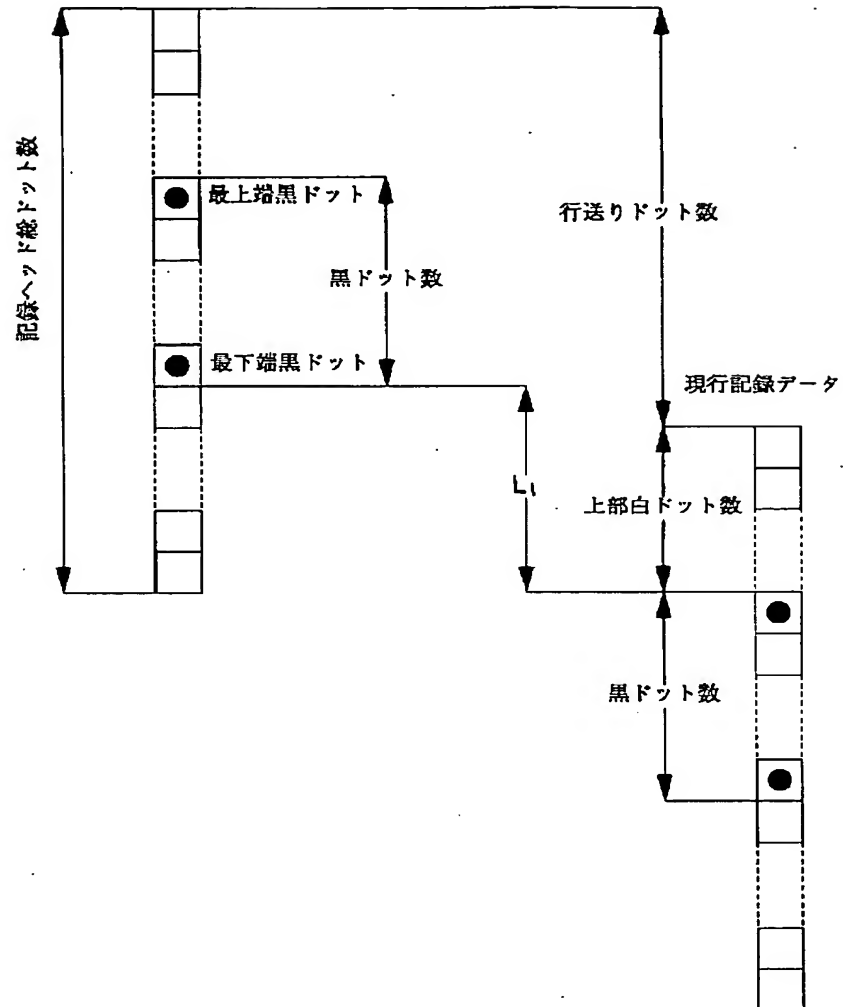 記録ヘッド総ドット数
最上端黒ドット
黒ドット数
最下端黒ドット
行送りドット数
現行記録データ
L1
上部白ドット数
黒ドット数